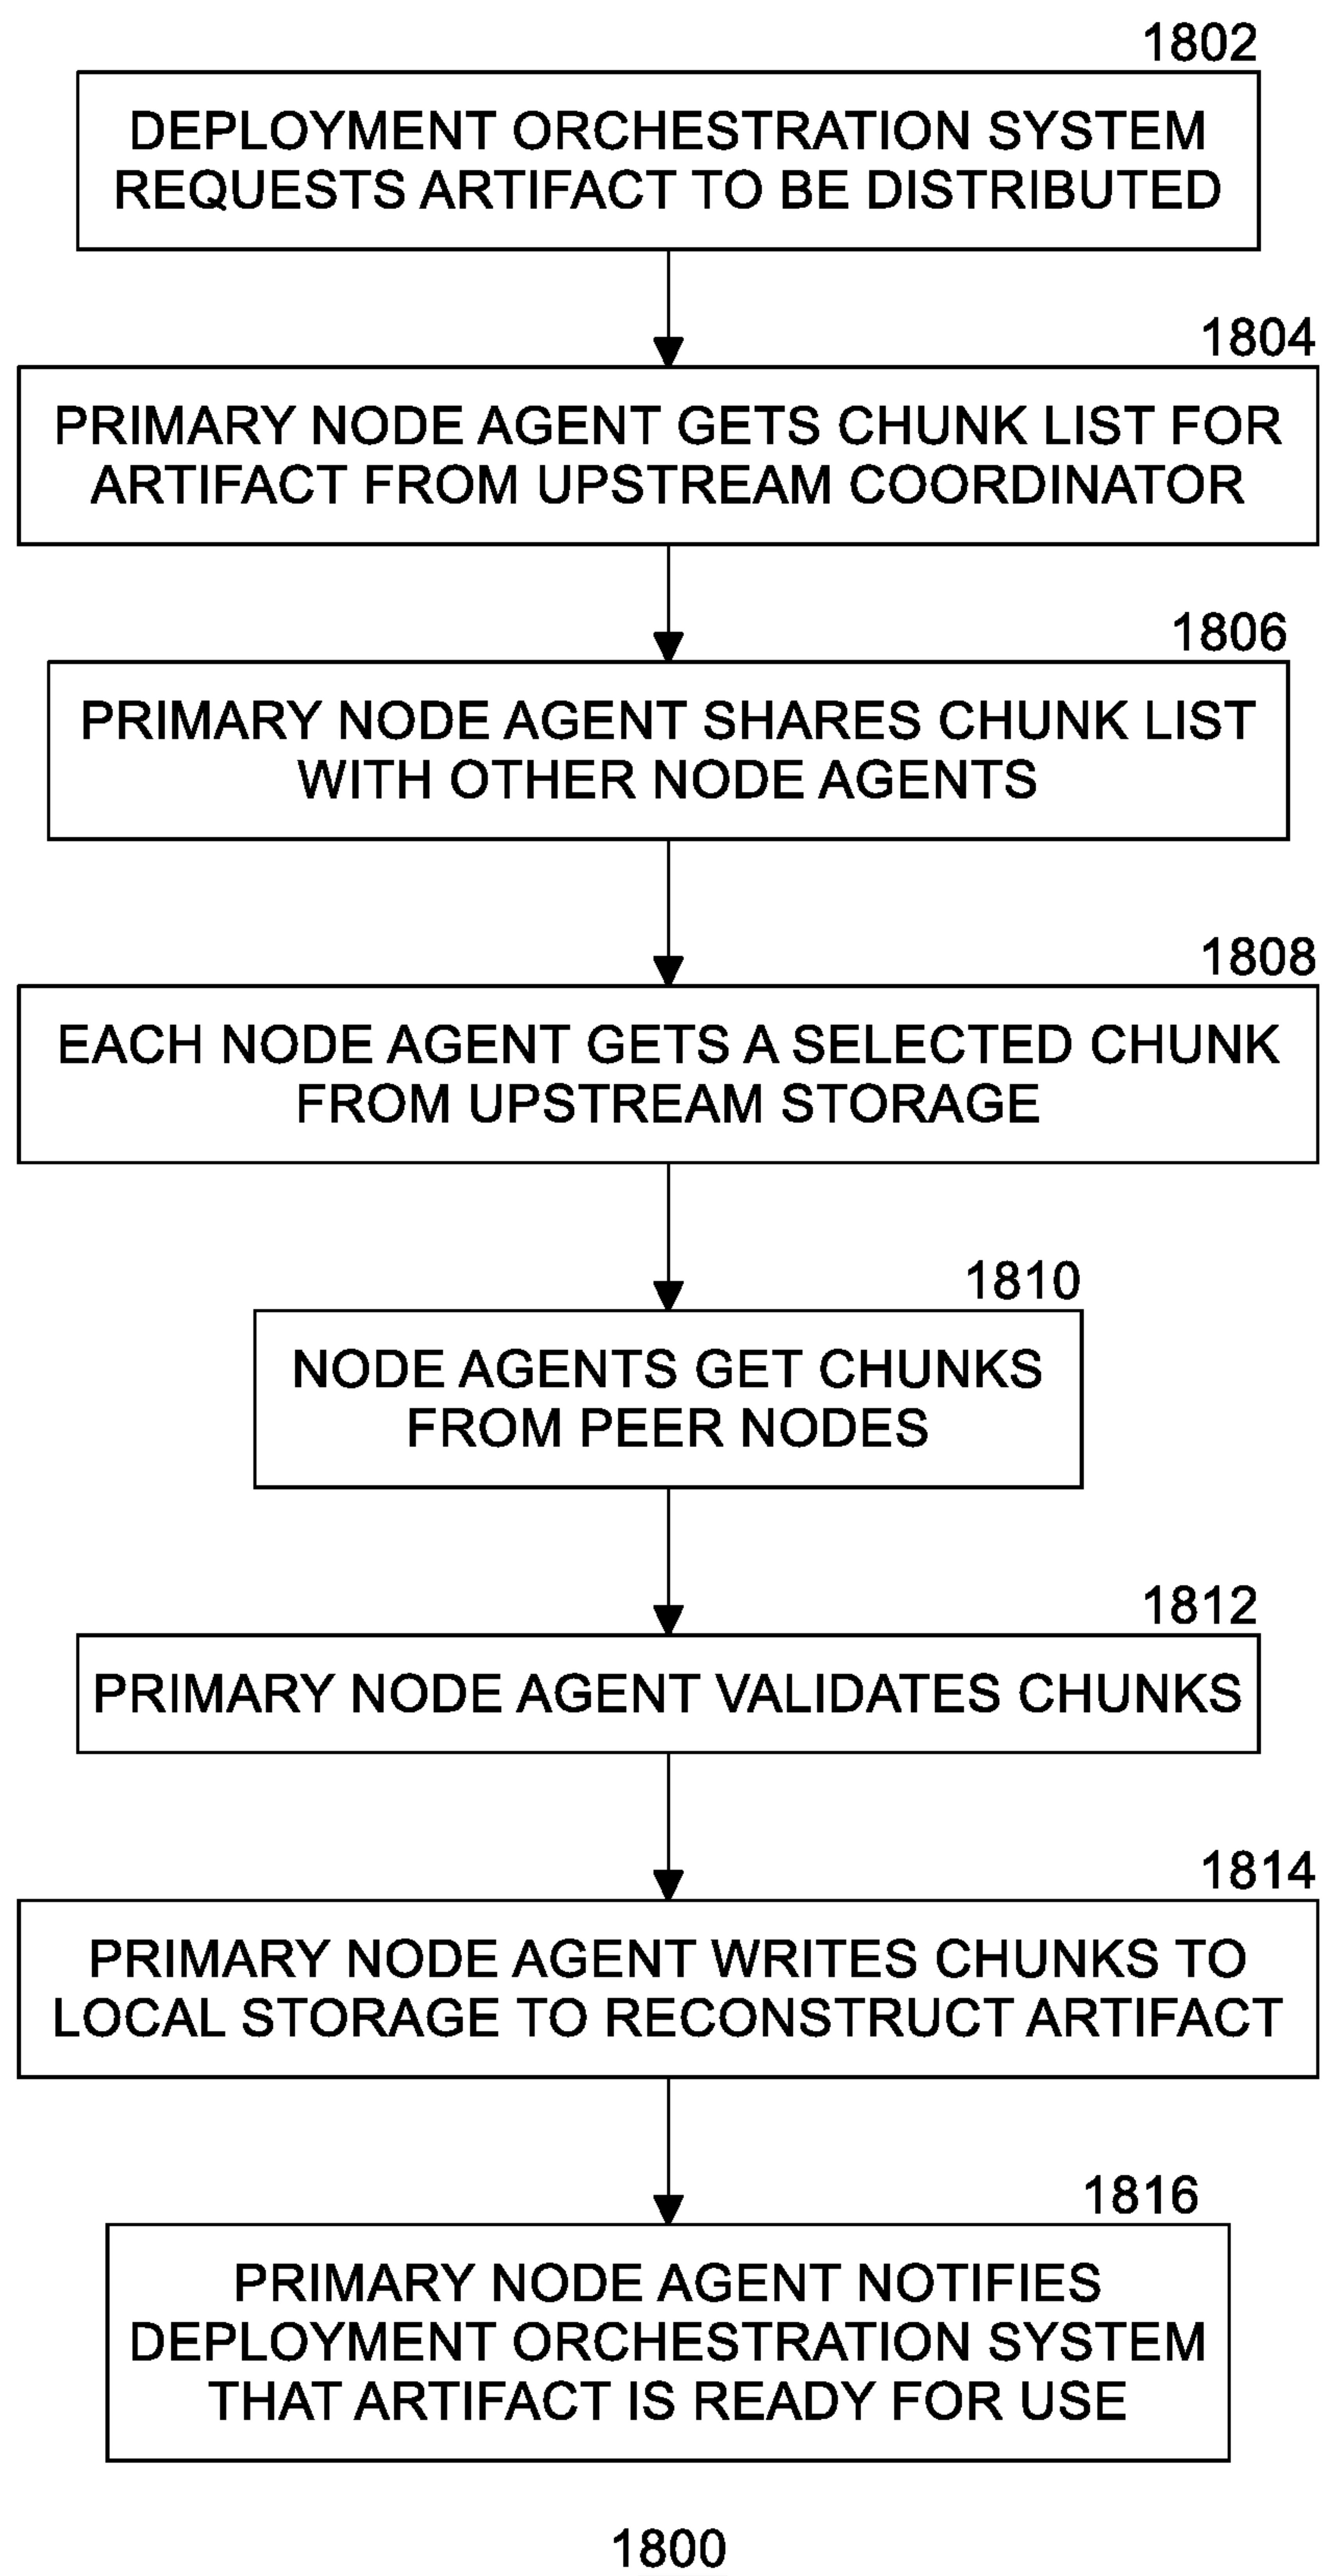 1802
DEPLOYMENT ORCHESTRATION SYSTEM
REQUESTS ARTIFACT TO BE DISTRIBUTED
1804
PRIMARY NODE AGENT GETS CHUNK LIST FOR
ARTIFACT FROM UPSTREAM COORDINATOR
1806
PRIMARY NODE AGENT SHARES CHUNK LIST
WITH OTHER NODE AGENTS
1808
EACH NODE AGENT GETS A SELECTED CHUNK
FROM UPSTREAM STORAGE
1810
NODE AGENTS GET CHUNKS
FROM PEER NODES
1812
PRIMARY NODE AGENT VALIDATES CHUNKS
1814
PRIMARY NODE AGENT WRITES CHUNKS TO
LOCAL STORAGE TO RECONSTRUCT ARTIFACT
1816
PRIMARY NODE AGENT NOTIFIES
DEPLOYMENT ORCHESTRATION SYSTEM
THAT ARTIFACT IS READY FOR USE
1800